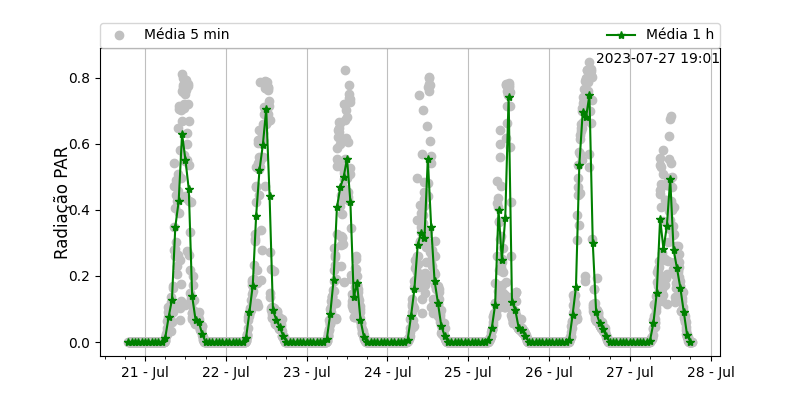 Média 5 min
Média 1 h
2023-07-27 19:01
Radiação PAR
0.8
0.6
0.4
0.2
0.0
21 - Jul
22 - Jul
23 - Jul
24 - Jul
25 - Jul
26 - Jul
27 - Jul
28 - Jul